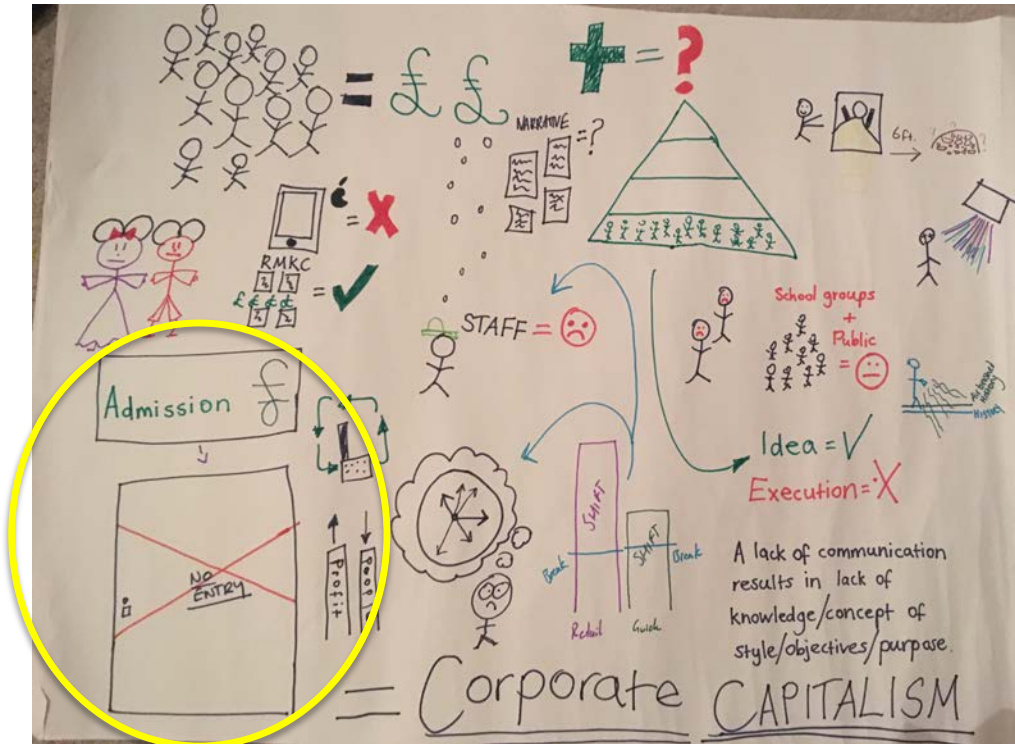 = £ £
+ = ?
NARRATIVE
= ?
6ft.
?
= X
RMKC
£ £ £ £
= ✓
STAFF =
School groups
+
Public
=
Admission £
HISTORY
Idea = √
Execution = X
NO
ENTRY
Profit
People
SHIFT
SHIFT
Break
Break
Retail
Guide
A lack of communication
results in lack of
knowledge/concept of
style/objectives/purpose.
= Corporate CAPITALISM